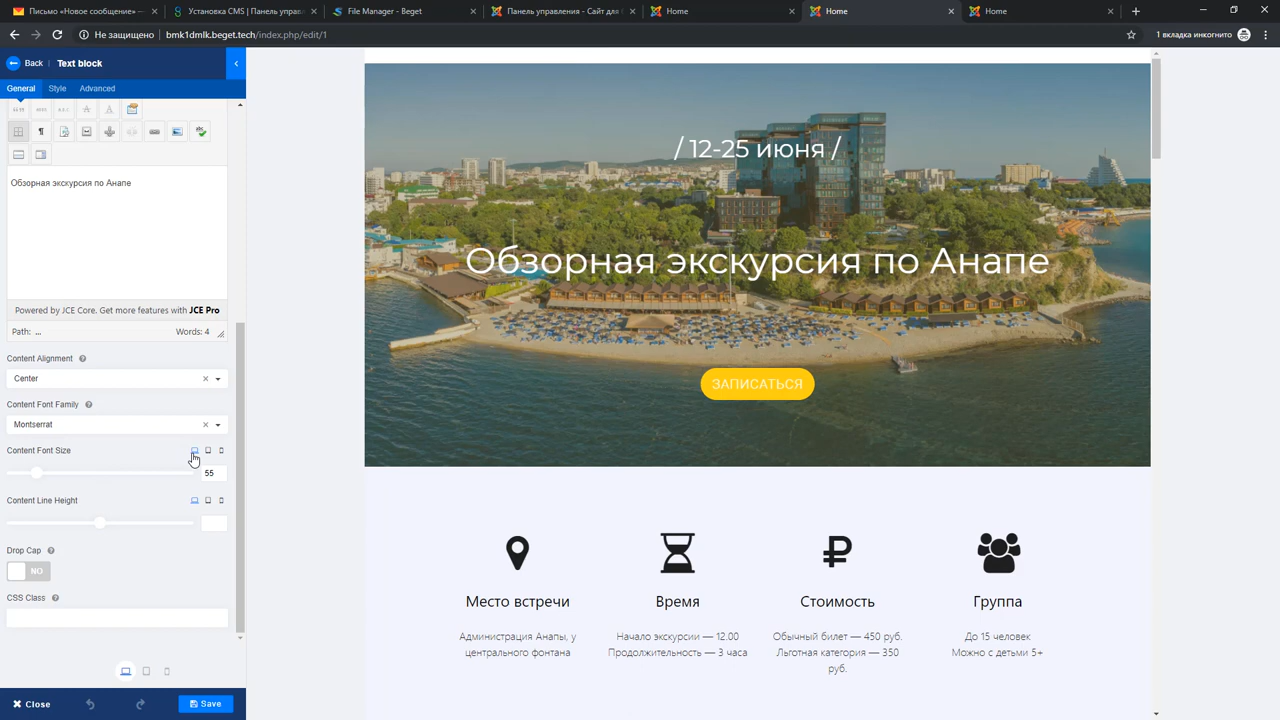 Письмо «Новое сообщение» –
Установка CMS | Панель управ
File Manager - Beget
Панель управления - Сайт для б
Home
Home
Home
Не защищено
bmk1dmlk.beget.tech/index.php/edit/1
1 вкладка инкогнито
Back
Text block
General
Style
Advanced
Обзорная экскурсия по Анапе
Powered by JCE Core. Get more features with JCE Pro
Path: ...
Words: 4
Content Alignment
Center
Content Font Family
Montserrat
Content Font Size
55
Content Line Height
Drop Cap
NO
CSS Class
Close
Save
/ 12-25 июня /
Обзорная экскурсия по Анапе
ЗАПИСАТЬСЯ
Место встречи
Администрация Анапы, у
центрального фонтана
Время
Начало экскурсии — 12.00
Продолжительность — 3 часа
Стоимость
Обычный билет — 450 руб.
Льготная категория — 350
руб.
Группа
До 15 человек
Можно с детьми 5+